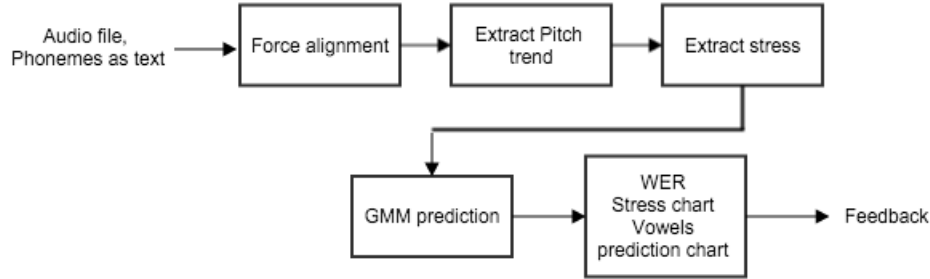 Audio file,
Phonemes as text
Force alignment
Extract Pitch
trend
Extract stress
GMM prediction
WER
Stress chart
Vowels
prediction chart
Feedback